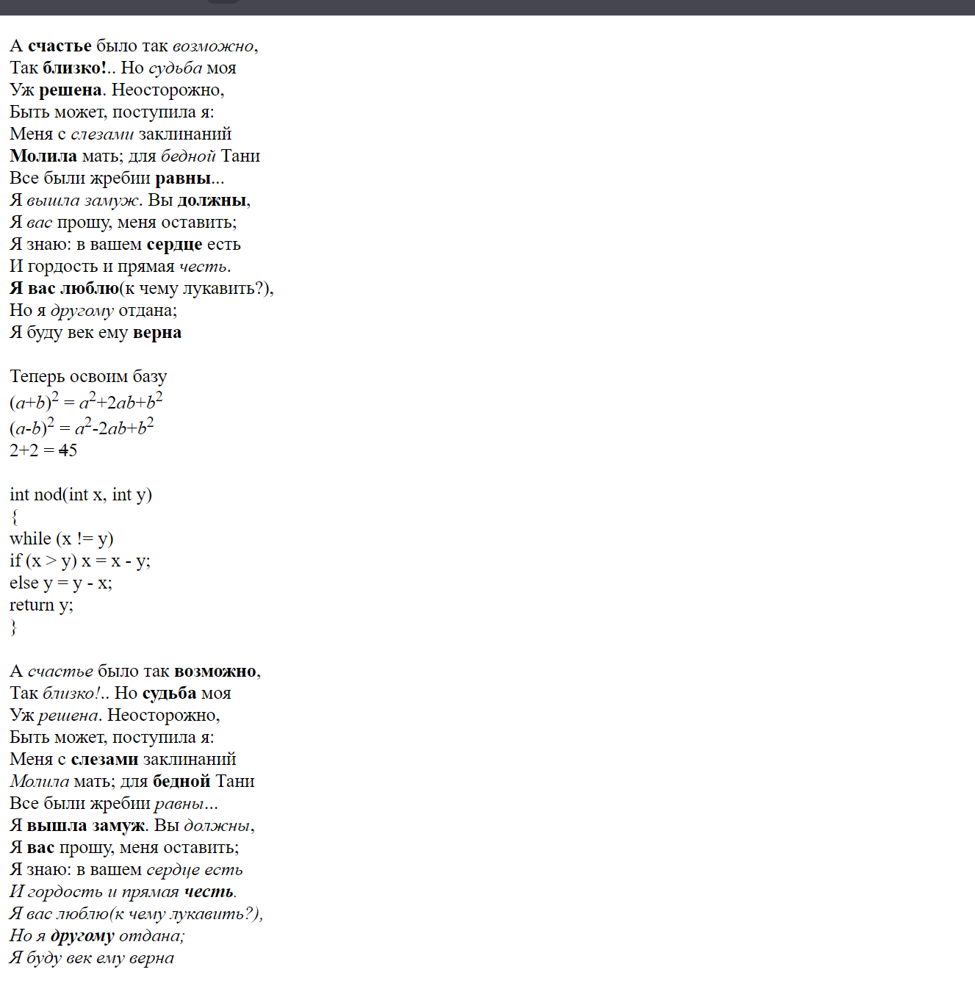 А счастье было так возможно,
Так близко!.. Но судьба моя
Уж решена. Неосторожно,
Быть может, поступила я:
Меня с слезами заклинаний
Молила мать; для бедной Тани
Все были жребии равны...
Я вышла замуж. Вы должны,
Я вас прошу, меня оставить;
Я знаю: в вашем сердце есть
И гордость и прямая честь.
Я вас люблю(к чему лукавить?),
Но я другому отдана;
Я буду век ему верна
Теперь освоим базу
(a+b)² = a²+2ab+b²
(a-b)² = a²-2ab+b²
2+2 = 45
int nod(int x, int y)
{
while (x != y)
if (x > y) x = x - y;
else y = y - x;
return y;
}
А счастье было так возможно,
Так близко!.. Но судьба моя
Уж решена. Неосторожно,
Быть может, поступила я:
Меня с слезами заклинаний
Молила мать; для бедной Тани
Все были жребии равны...
Я вышла замуж. Вы должны,
Я вас прошу, меня оставить;
Я знаю: в вашем сердце есть
И гордость и прямая честь.
Я вас люблю(к чему лукавить?),
Но я другому отдана;
Я буду век ему верна